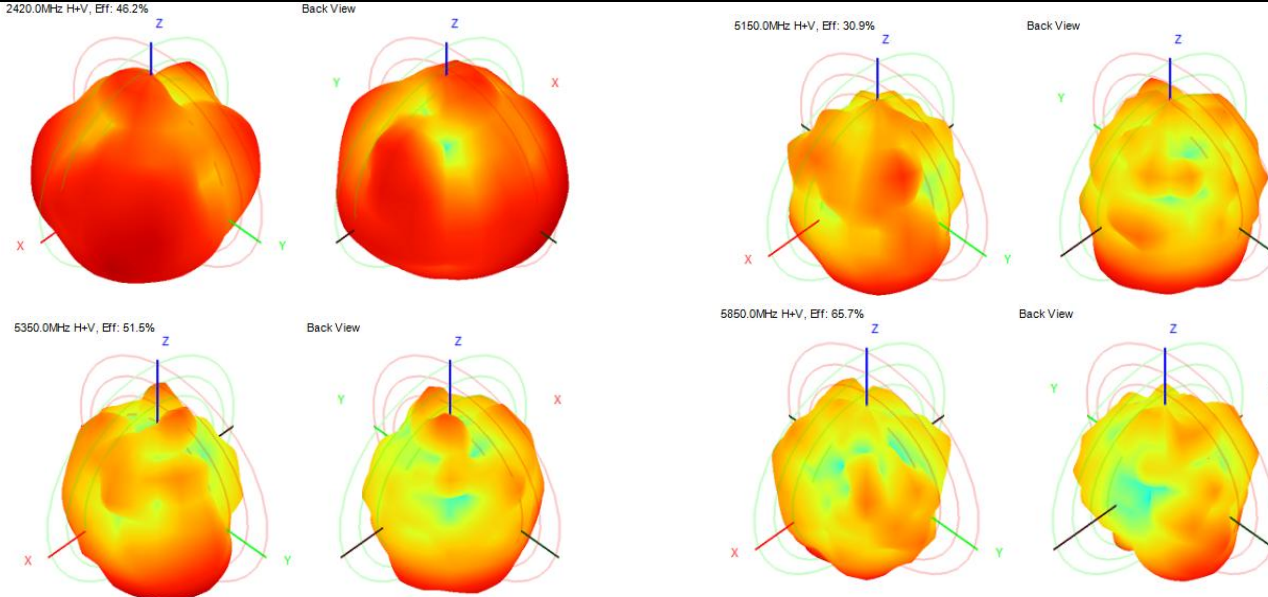 2420.0MHz H+V, Eff: 46.2%
Back View
Z
Z
X
Y
Y
X
5150.0MHz H+V, Eff: 30.9%
Back View
Z
Z
X
Y
Y
5350.0MHz H+V, Eff: 51.5%
Back View
Z
Z
X
Y
Y
X
5850.0MHz H+V, Eff: 65.7%
Back View
Z
Z
X
Y
Y